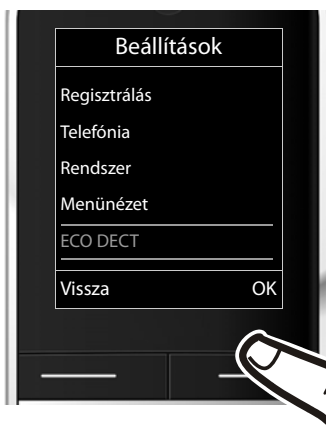 Beállítások
Regisztrálás
Telefónia
Rendszer
Menünézet
ECO DECT
Vissza OK